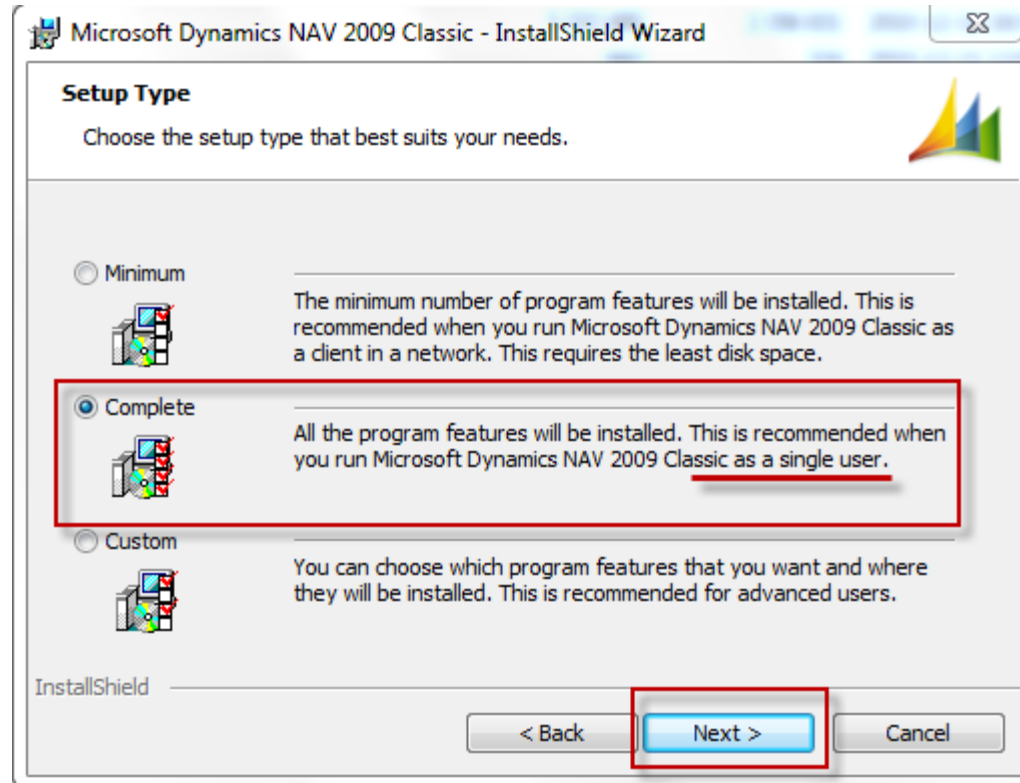 Microsoft Dynamics NAV 2009 Classic - InstallShield Wizard
Setup Type
Choose the setup type that best suits your needs.
Minimum
The minimum number of program features will be installed. This is
recommended when you run Microsoft Dynamics NAV 2009 Classic as
a client in a network. This requires the least disk space.
Complete
All the program features will be installed. This is recommended when
you run Microsoft Dynamics NAV 2009 Classic as a single user.
Custom
You can choose which program features that you want and where
they will be installed. This is recommended for advanced users.
InstallShield
< Back Next > Cancel